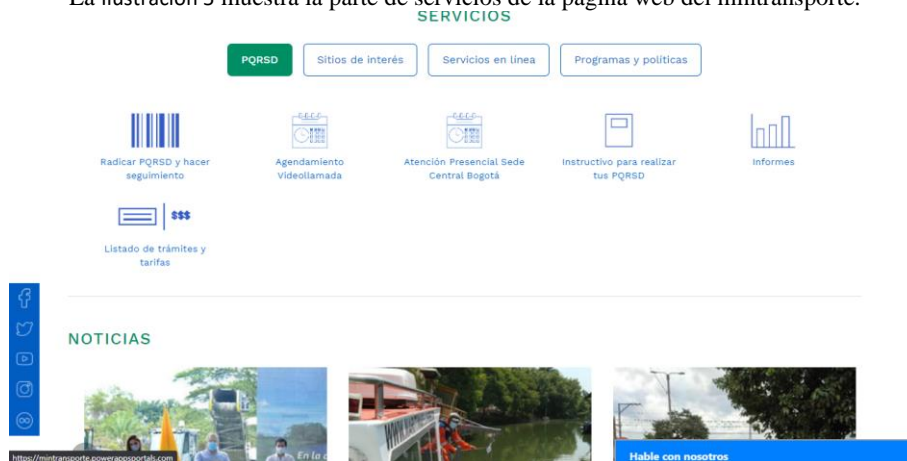 La Ilustración 3 muestra la parte de servicios de la página web del mintransporte.
SERVICIOS
PQRSD
Sitios de interés
Servicios en línea
Programas y políticas
Radicar PQRSD y hacer
seguimiento
Agendamiento
Videollamada
Atención Presencial Sede
Central Bogotá
Instructivo para realizar
tus PQRSD
Informes
$$$
Listado de trámites y
tarifas
NOTICIAS
En la
https://mintransporte.powerappsportals.com
Hable con nosotros